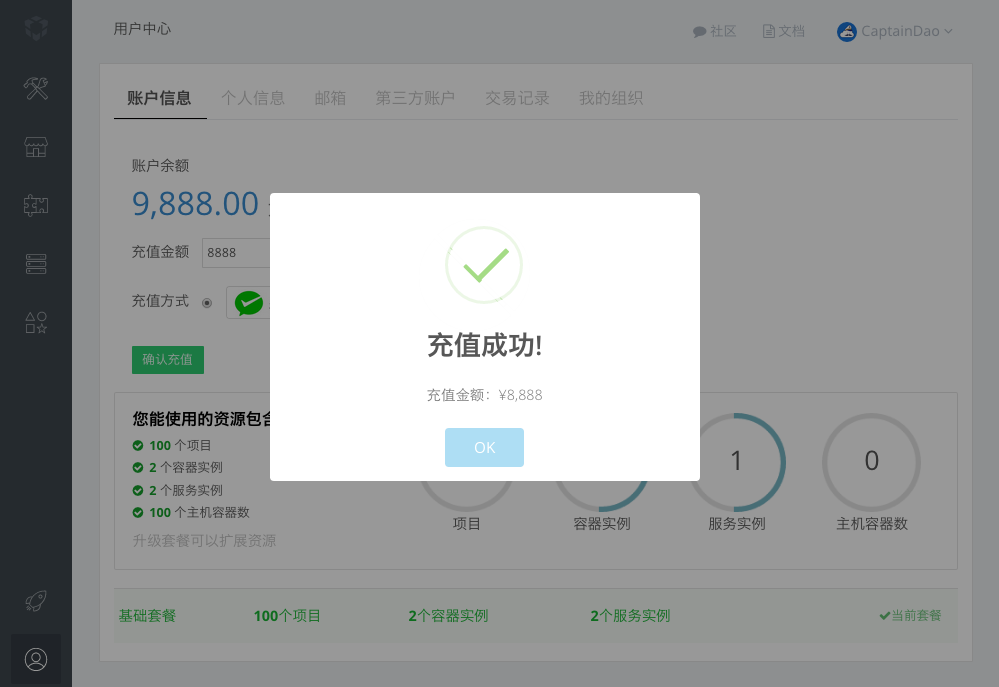 用户中心
社区 文档 CaptainDao
账户信息 个人信息 邮箱 第三方账户 交易记录 我的组织
账户余额
9,888.00
充值金额 8888
充值方式
确认充值
充值成功!
充值金额：¥8,888
OK
您能使用的资源包含
100 个项目
2 个容器实例
2 个服务实例
100 个主机容器数
升级套餐可以扩展资源
1 0
项目 容器实例 服务实例 主机容器数
基础套餐 100个项目 2个容器实例 2个服务实例 当前套餐